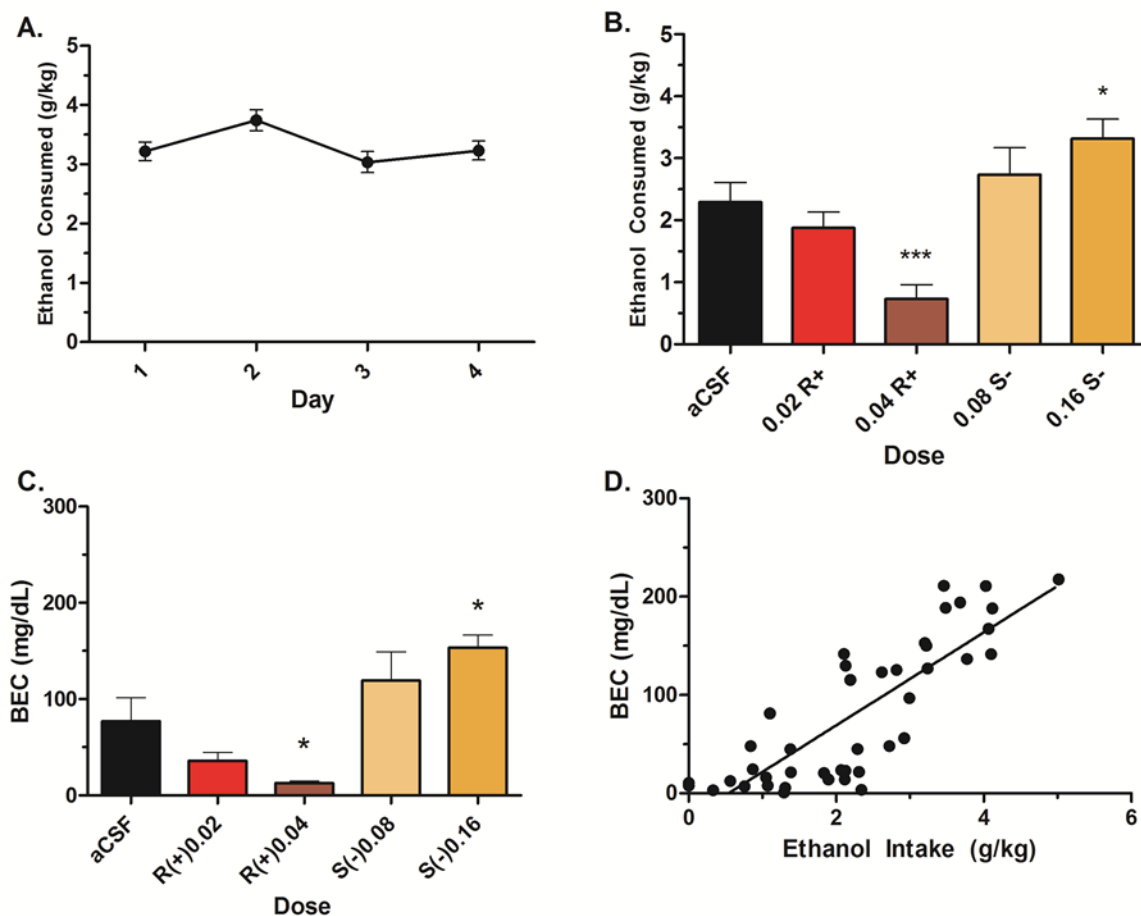 A.
Ethanol Consumed (g/kg)
5
4
3
2
1
0
1
2
3
4
Day
B.
Ethanol Consumed (g/kg)
5
4
3
2
1
0
***
*
aCSF
0.02 R+
0.04 R+
0.08 S-
0.16 S-
Dose
C.
BEC (mg/dL)
300
200
100
0
*
*
aCSF
R(+)0.02
R(+)0.04
S(-)0.08
S(-)0.16
Dose
D.
BEC (mg/dL)
300
200
100
0
0
2
4
6
Ethanol Intake (g/kg)